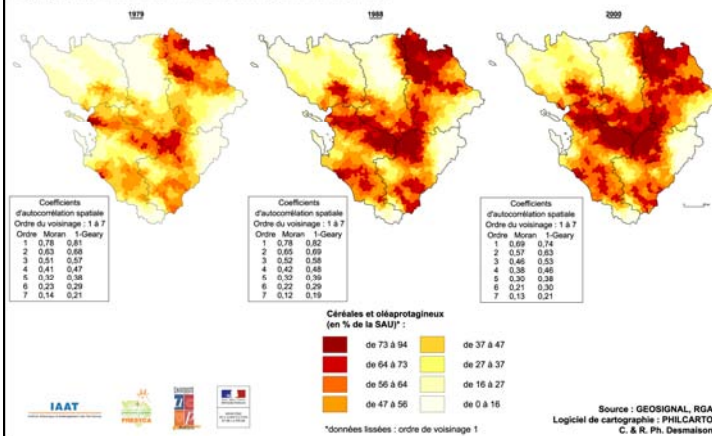 1979
1988
2000
Coefficients
d'autocorrélation spatiale
Ordre du voisinage : 1 à 7
Ordre Moran 1-Geary
1 0,78 0,81
2 0,63 0,68
3 0,51 0,57
4 0,41 0,47
5 0,32 0,38
6 0,23 0,29
7 0,14 0,21
Coefficients
d'autocorrélation spatiale
Ordre du voisinage : 1 à 7
Ordre Moran 1-Geary
1 0,78 0,82
2 0,65 0,69
3 0,52 0,58
4 0,42 0,48
5 0,32 0,39
6 0,22 0,29
7 0,12 0,19
Coefficients
d'autocorrélation spatiale
Ordre du voisinage : 1 à 7
Ordre Moran 1-Geary
1 0,69 0,74
2 0,57 0,63
3 0,46 0,53
4 0,38 0,46
5 0,30 0,38
6 0,21 0,30
7 0,13 0,21
Céréales et oléaprotagineux
(en % de la SAU)* :
de 73 à 94 de 37 à 47
de 64 à 73 de 27 à 37
de 56 à 64 de 16 à 27
de 47 à 56 de 0 à 16
*données lissées : ordre de voisinage 1
IAAT
Source : GEOSIGNAL, RGA
Logiciel de cartographie : PHILCARTO
C. & R. Ph. Desmaison